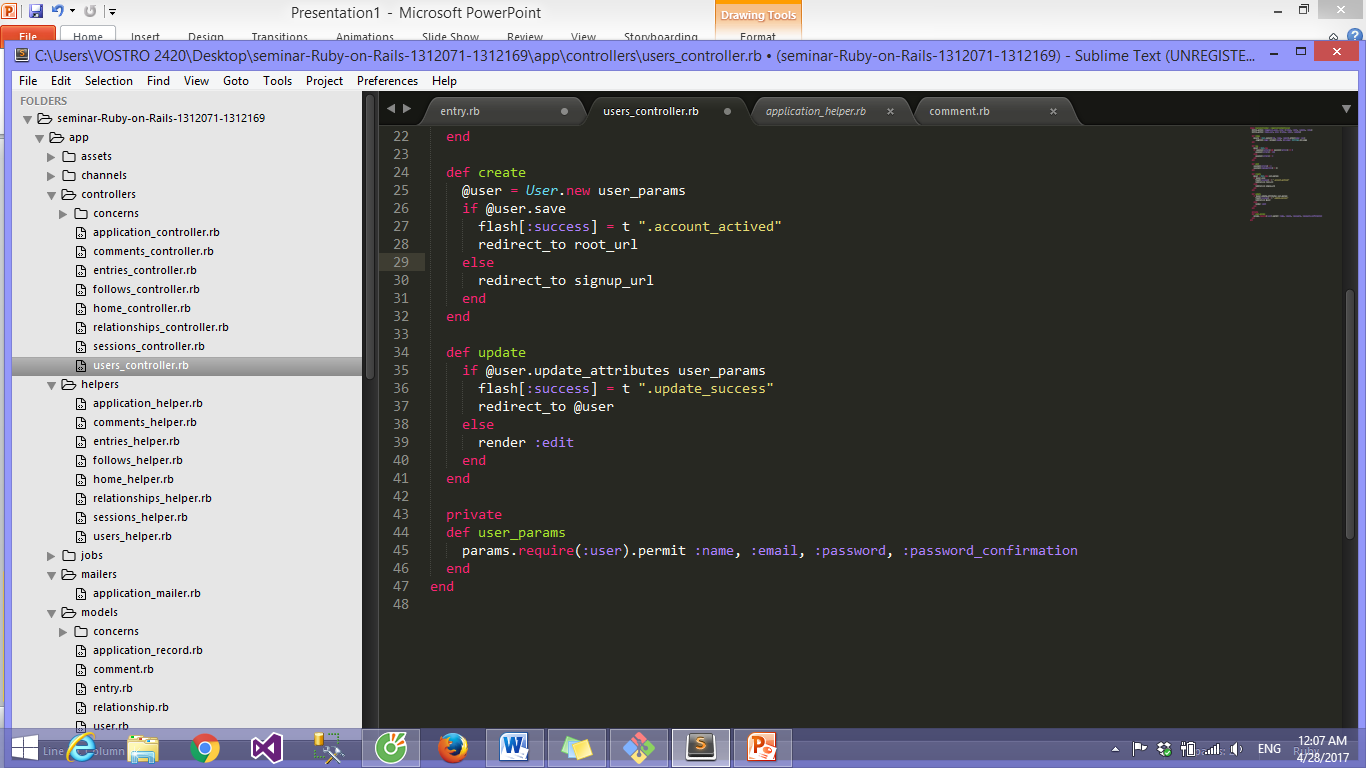 Presentation1 - Microsoft PowerPoint
Drawing Tools
File Home Insert Design Transitions Animations Slide Show Review View Storyboarding Format
C:\Users\VOSTRO 2420\Desktop\seminar-Ruby-on-Rails-1312071-1312169\app\controllers\users_controller.rb • (seminar-Ruby-on-Rails-1312071-1312169) - Sublime Text (UNREGISTE...
File Edit Selection Find View Goto Tools Project Preferences Help
FOLDERS
seminar-Ruby-on-Rails-1312071-1312169
app
assets
channels
controllers
concerns
application_controller.rb
comments_controller.rb
entries_controller.rb
follows_controller.rb
home_controller.rb
relationships_controller.rb
sessions_controller.rb
users_controller.rb
helpers
application_helper.rb
comments_helper.rb
entries_helper.rb
follows_helper.rb
home_helper.rb
relationships_helper.rb
sessions_helper.rb
users_helper.rb
jobs
mailers
application_mailer.rb
models
concerns
application_record.rb
comment.rb
entry.rb
relationship.rb
user.rb
entry.rb users_controller.rb application_helper.rb comment.rb
22 end
23
24 def create
25 @user = User.new user_params
26 if @user.save
27 flash[:success] = t ".account_actived"
28 redirect_to root_url
29 else
30 redirect_to signup_url
31 end
32 end
33
34 def update
35 if @user.update_attributes user_params
36 flash[:success] = t ".update_success"
37 redirect_to @user
38 else
39 render :edit
40 end
41 end
42
43 private
44 def user_params
45 params.require(:user).permit :name, :email, :password, :password_confirmation
46 end
47 end
48
Line Column
ENG
12:07 AM
4/28/2017